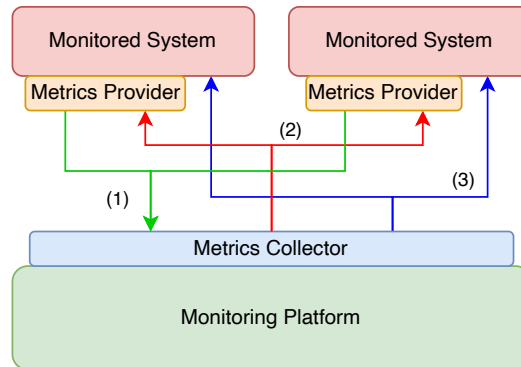 Monitored System
Monitored System
Metrics Provider
Metrics Provider
(2)
(3)
(1)
Metrics Collector
Monitoring Platform